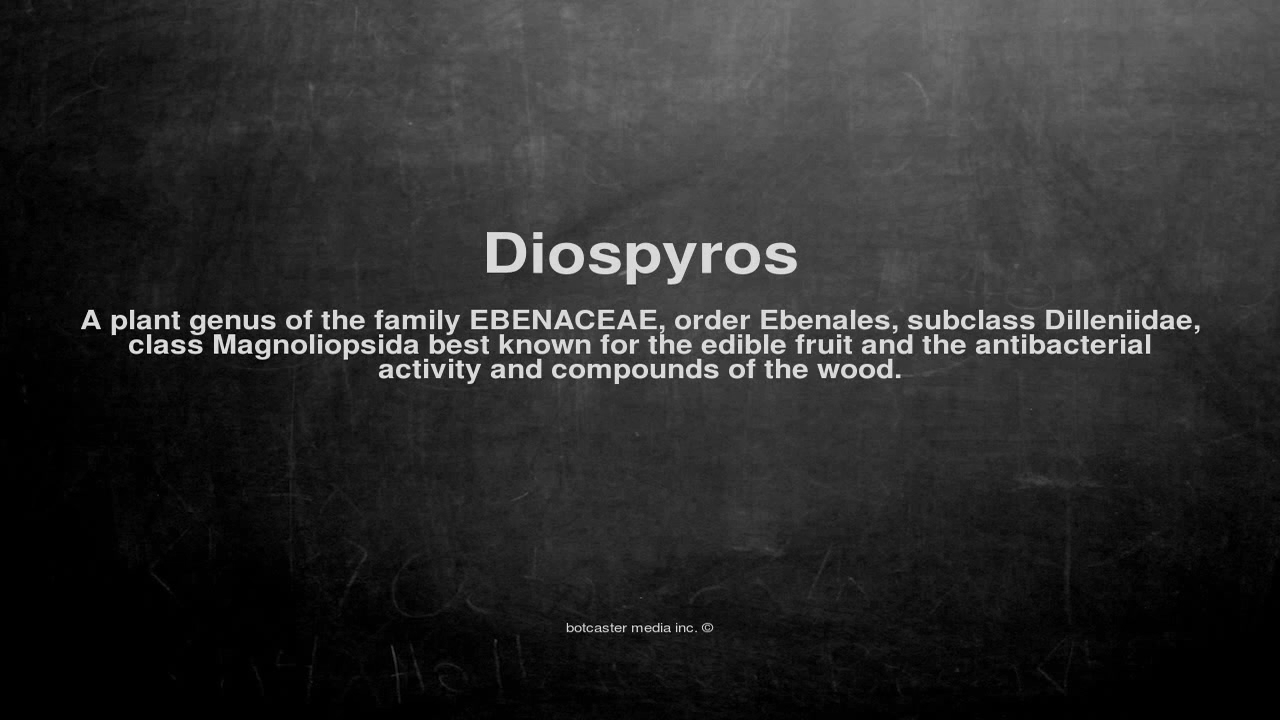 Diospyros
A plant genus of the family EBENACEAE, order Ebenales, subclass Dilleniidae,
class Magnoliopsida best known for the edible fruit and the antibacterial
activity and compounds of the wood.
botcaster media inc. ©